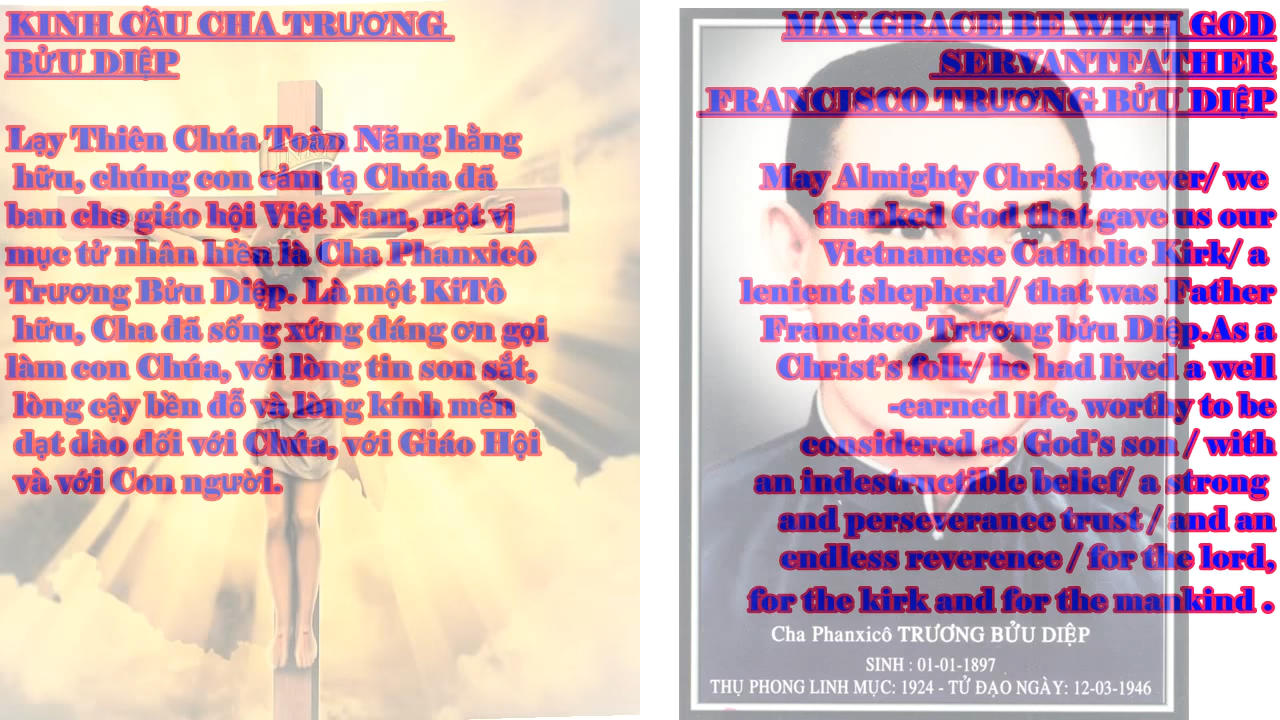 KINH CẦU CHA TRƯƠNG
BỬU DIỆP
Lạy Thiên Chúa Toàn Năng hằng
hữu, chúng con cảm tạ Chúa đã
ban cho giáo hội Việt Nam, một vị
mục tử nhân hiền là Cha Phanxicô
Trương Bửu Diệp. Là một KiTô
hữu, Cha đã sống xứng đáng ơn gọi
làm con Chúa, với lòng tin son sắt,
lòng cậy bền đỗ và lòng kính mến
dạt dào đối với Chúa, với Giáo Hội
và với Con người.
MAY GRACE BE WITH GOD
SERVANTFATHER
FRANCISCO TRƯƠNG BỬU DIỆP
May Almighty Christ forever/ we
thanked God that gave us our
Vietnamese Catholic Kirk/ a
lenient shepherd/ that was Father
Francisco Trương bửu Diệp.As a
Christ's folk/ he had lived a well
-earned life, worthy to be
considered as God's son / with
an indestructible belief/ a strong
and perseverance trust / and an
endless reverence / for the lord,
for the kirk and for the mankind .
Cha Phanxicô TRƯƠNG BỬU DIỆP
SINH : 01-01-1897
THỤ PHONG LINH MỤC: 1924 - TỬ ĐẠO NGÀY: 12-03-1946